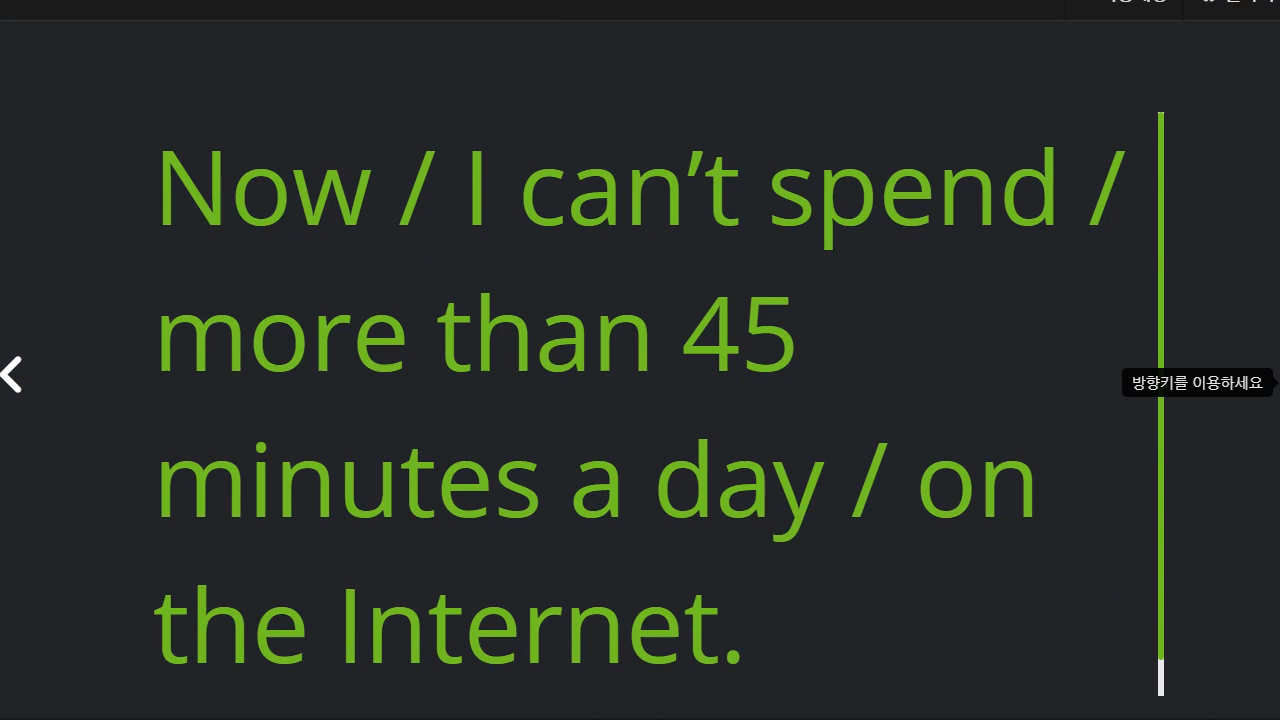 Now / I can’t spend /
more than 45
minutes a day / on
the Internet.
방향키를 이용하세요